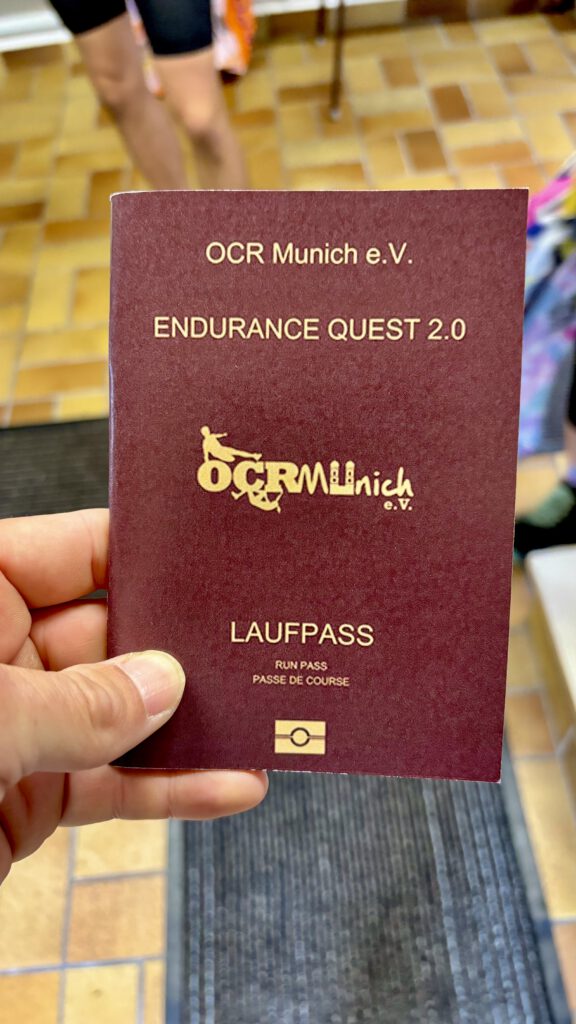 OCR Munich e.V.
ENDURANCE QUEST 2.0
OCRMUnich
e.V.
LAUFPASS
RUN PASS
PASSE DE COURSE